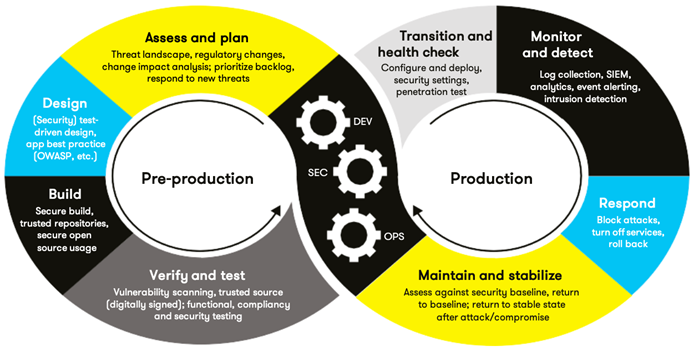 Assess and plan
Threat landscape, regulatory changes,
change impact analysis; prioritize backlog,
respond to new threats
Design
(Security) test-
driven design,
app best practice
(OWASP, etc.)
Pre-production
Build
Secure build,
trusted repositories,
secure open
source usage
Verify and test
Vulnerability scanning, trusted source
(digitally signed); functional, compliancy
and security testing
DEV
SEC
OPS
Transition and
health check
Configure and deploy,
security settings,
penetration test
Monitor
and detect
Log collection, SIEM,
analytics, event alerting,
intrusion detection
Production
Respond
Block attacks,
turn off services,
roll back
Maintain and stabilize
Assess against security baseline, return
to baseline; return to stable state
after attack/compromise